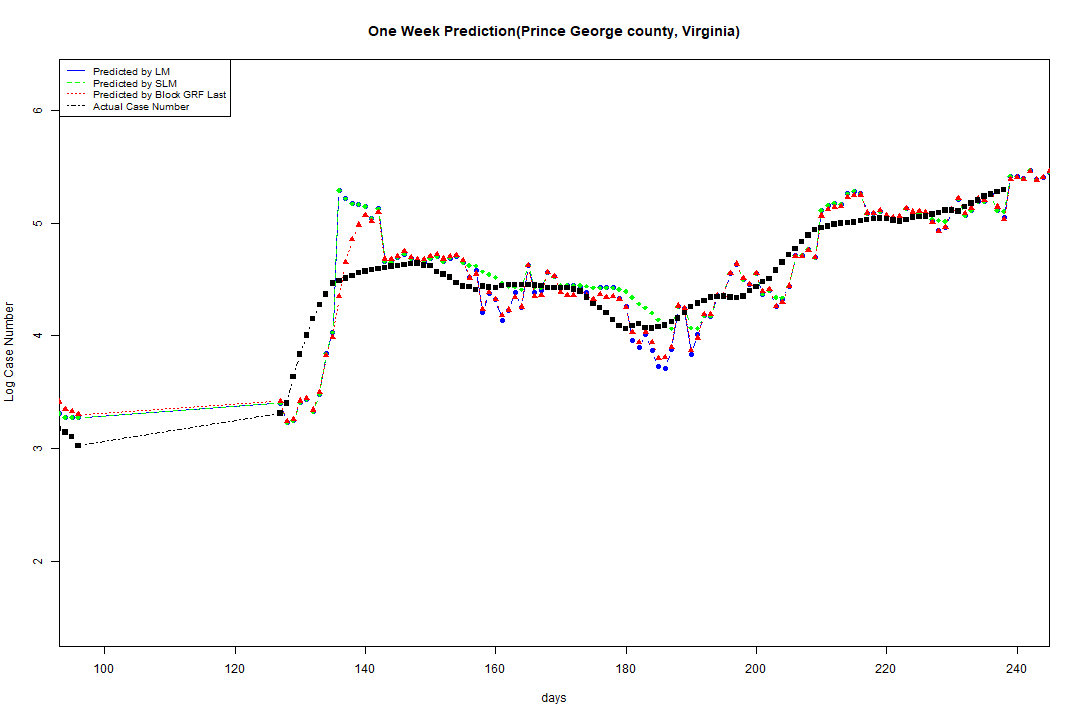 One Week Prediction(Prince George county, Virginia)
Predicted by LM
Predicted by SLM
Predicted by Block GRF Last
Actual Case Number
6
5
4
3
2
Log Case Number
100 120 140 160 180 200 220 240
days